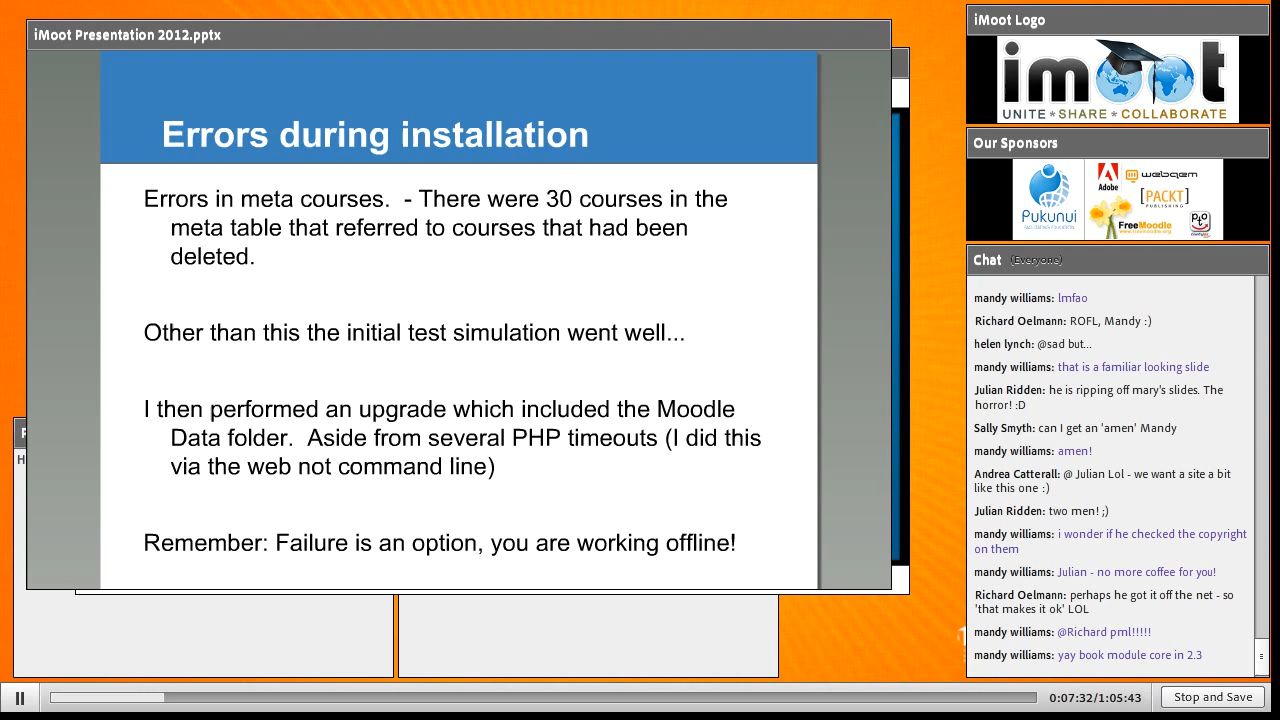 iMoot Presentation 2012.pptx
Errors during installation
Errors in meta courses.  - There were 30 courses in the
meta table that referred to courses that had been
deleted.
Other than this the initial test simulation went well...
I then performed an upgrade which included the Moodle
Data folder.  Aside from several PHP timeouts (I did this
via the web not command line)
Remember: Failure is an option, you are working offline!
iMoot Logo
imoot
UNITE * SHARE * COLLABORATE
Our Sponsors
Pukunui
Adobe
webqem
[PACKT]
PUBLISHING
FreeMoodle
www.freemoodle.org
Chat (Everyone)
mandy williams: lmfao
Richard Oelmann: ROFL, Mandy :)
helen lynch: @sad but...
mandy williams: that is a familiar looking slide
Julian Ridden: he is ripping off mary's slides. The
horror! :D
Sally Smyth: can I get an 'amen' Mandy
mandy williams: amen!
Andrea Catterall: @ Julian Lol - we want a site a bit
like this one :)
Julian Ridden: two men! ;)
mandy williams: i wonder if he checked the copyright
on them
mandy williams: Julian - no more coffee for you!
Richard Oelmann: perhaps he got it off the net - so
'that makes it ok' LOL
mandy williams: @Richard pml!!!!!
mandy williams: yay book module core in 2.3
0:07:32/1:05:43
Stop and Save